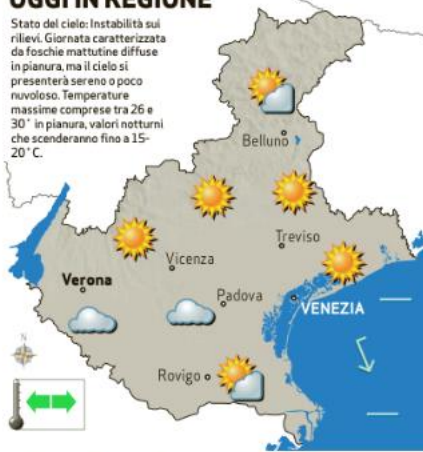 OGGI IN REGIONE
Stato del cielo: Instabilità sui
rilievi. Giornata caratterizzata
da foschie mattutine diffuse
in pianura, ma il cielo si
presenterà sereno o poco
nuvoloso. Temperature
massime comprese tra 26 e
30° in pianura, valori notturni
che scenderanno fino a 15-
20°C.
Belluno
Treviso
Vicenza
Verona
Padova
VENEZIA
Rovigo
N